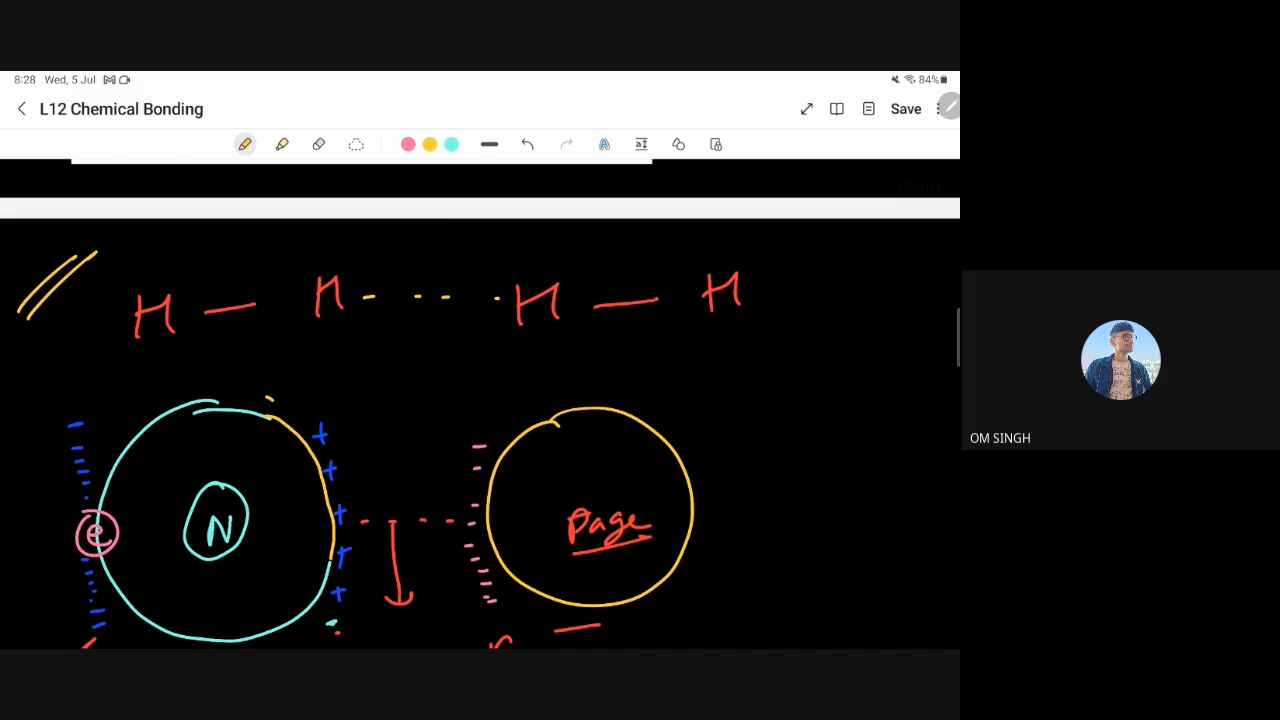 8:28 Wed, 5 Jul 84%
L12 Chemical Bonding Save
H — H - - - - H — H
+
+
N + Page
e
+
+
OM SINGH